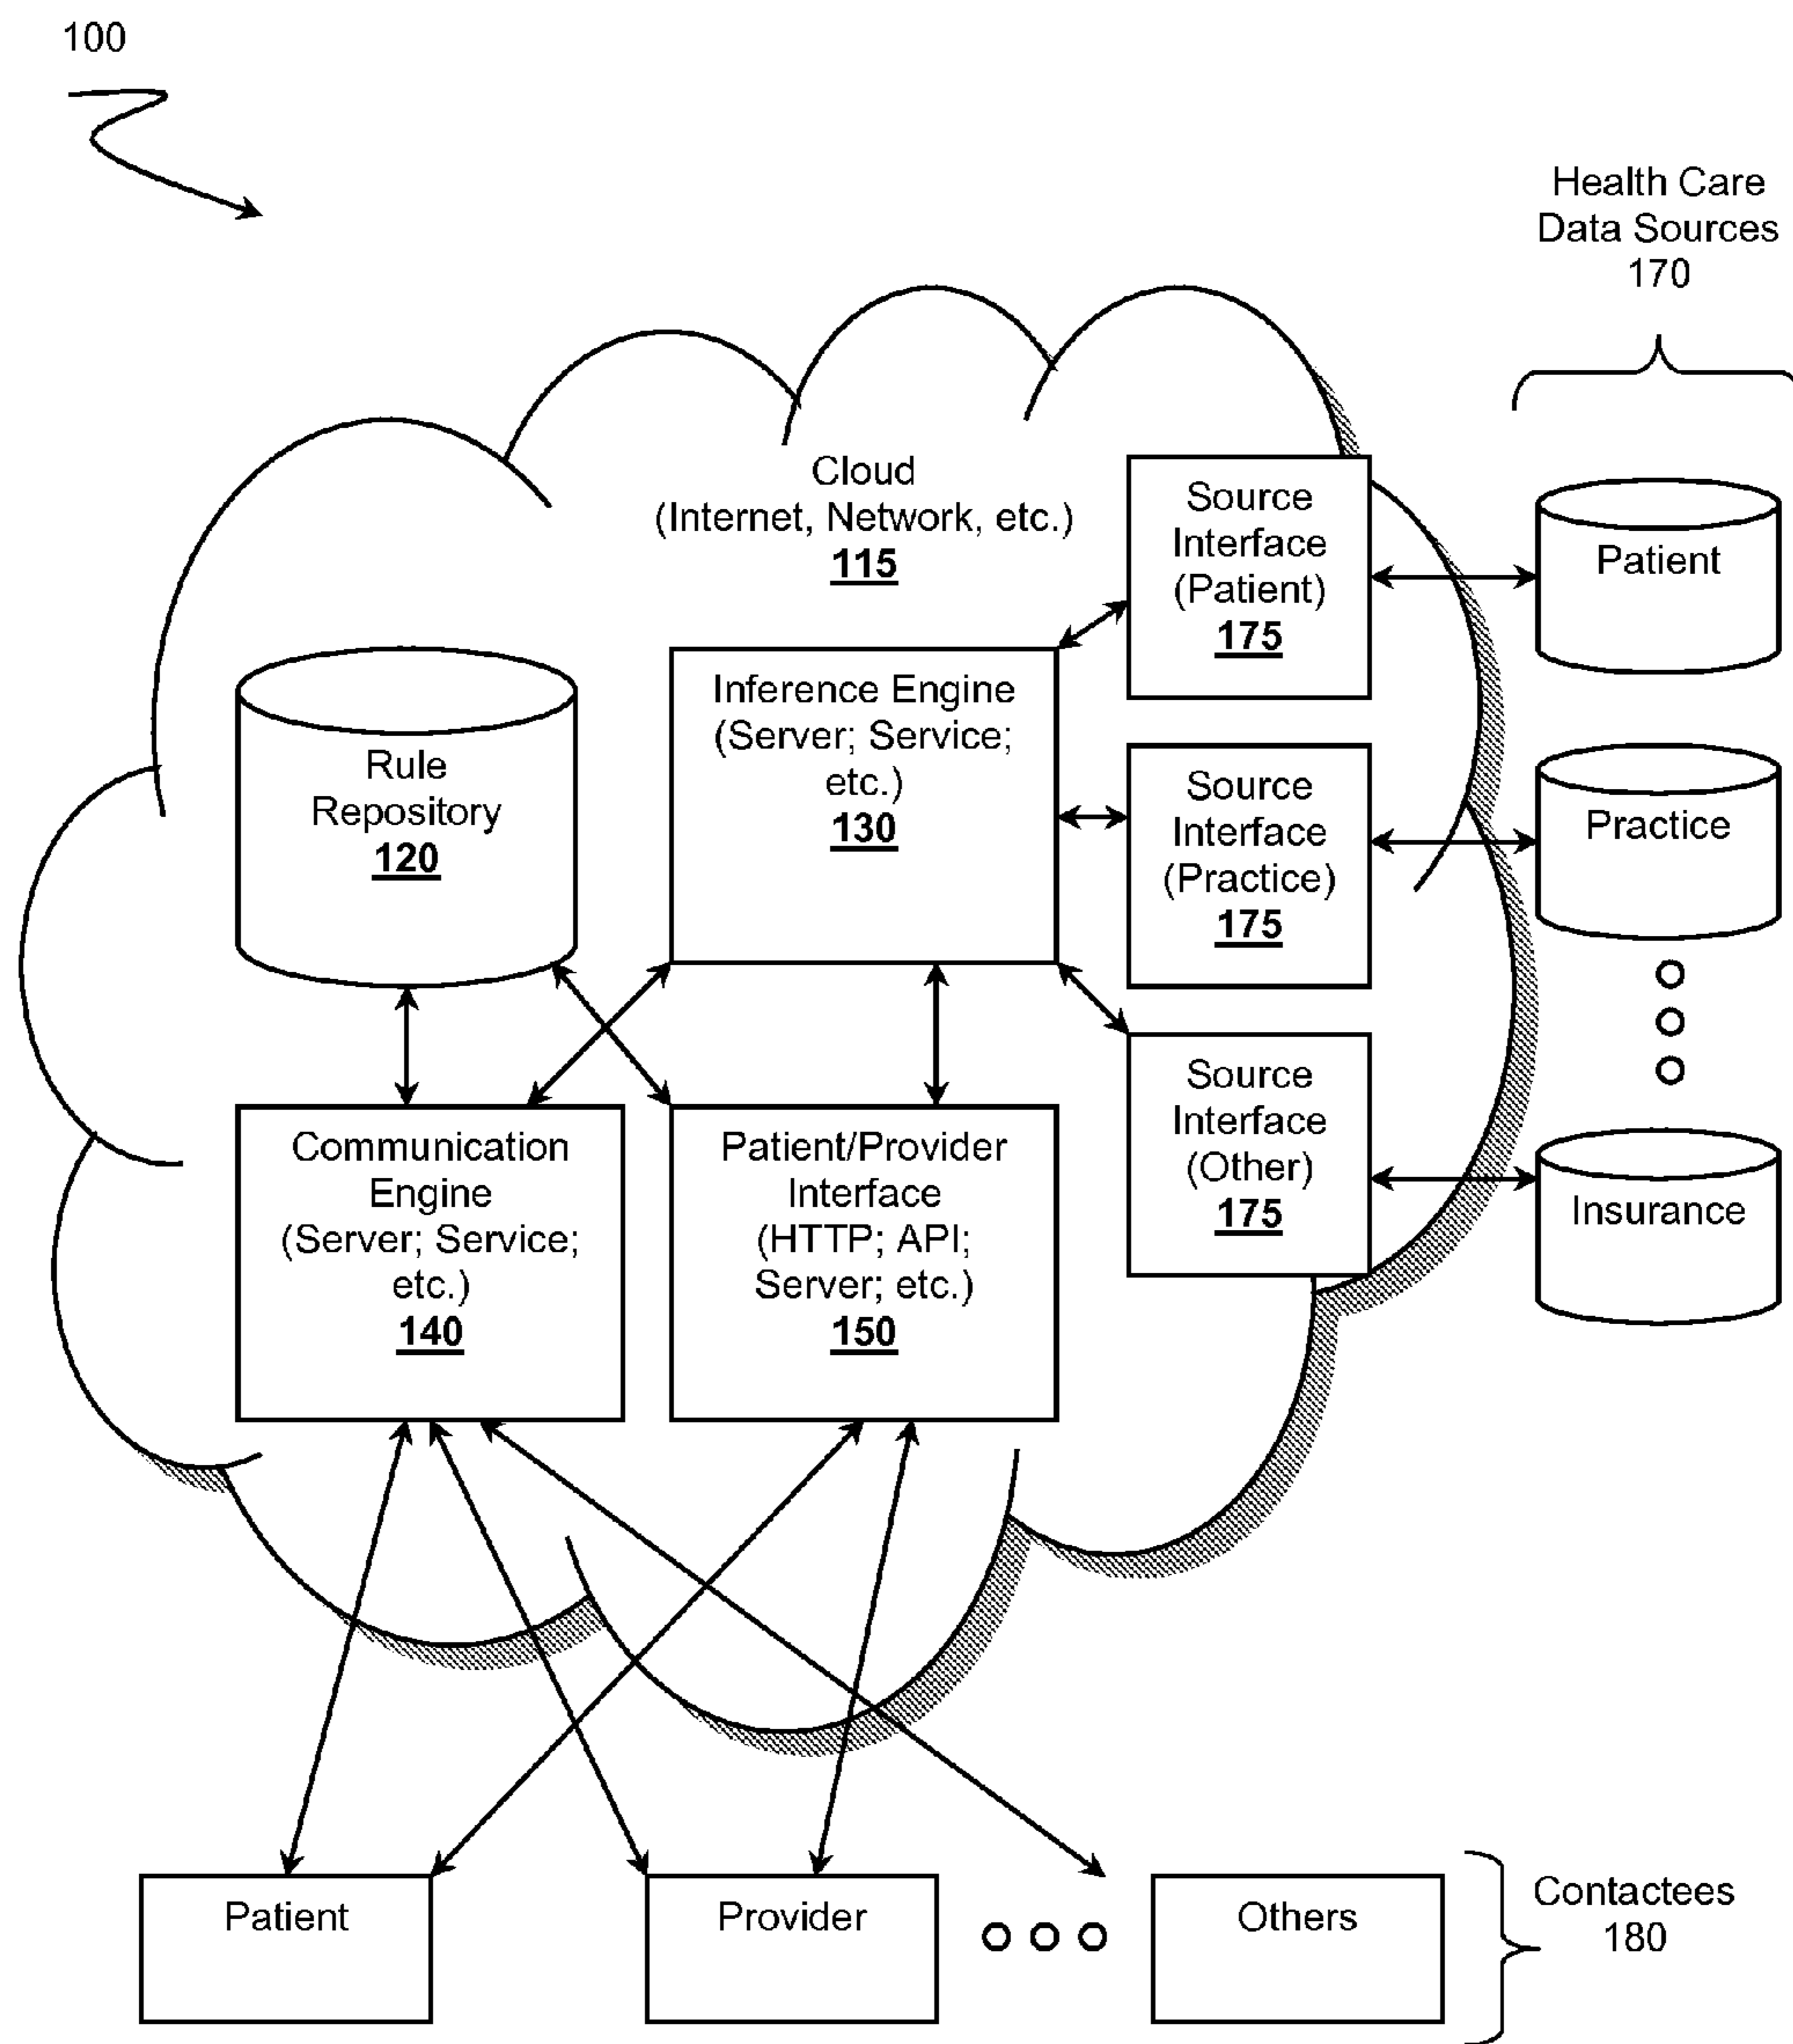 100
Health Care
Data Sources
170
Cloud
(Internet, Network, etc.)
115
Source
Interface
(Patient)
175
Patient
Rule
Repository
120
Inference Engine
(Server; Service;
etc.)
130
Source
Interface
(Practice)
175
Practice
Source
Interface
(Other)
175
Insurance
Communication
Engine
(Server; Service;
etc.)
140
Patient/Provider
Interface
(HTTP; API;
Server; etc.)
150
Patient
Provider
Others
Contactees
180